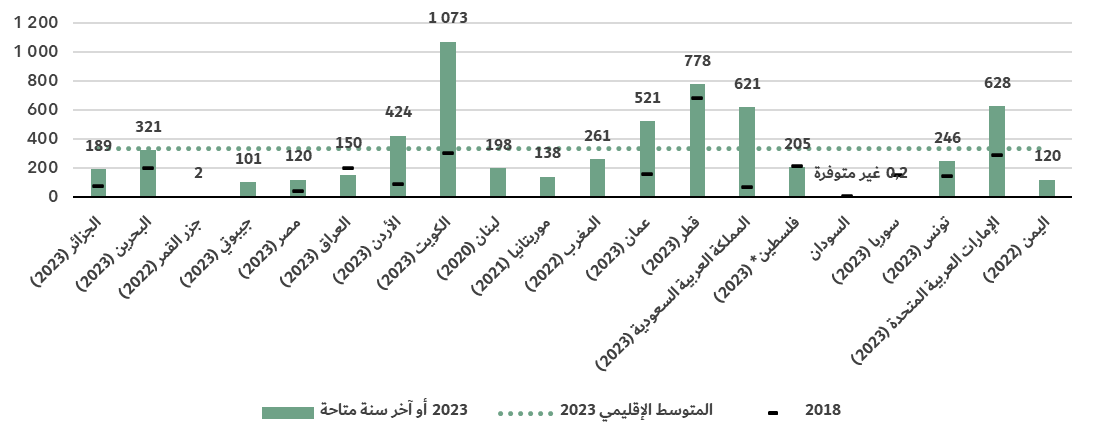 1 200
1 000
800
600
400
200
0
189
321
2
101
120
150
424
1 073
198
138
261
521
778
621
205
غير متوفرة
0,2
246
628
120
الجزائر (2023)
البحرين (2023)
جزر القمر (2022)
جيبوتي (2023)
مصر (2023)
العراق (2023)
الأردن (2023)
الكويت (2023)
لبنان (2020)
موريتانيا (2021)
المغرب (2022)
عمان (2023)
قطر (2023)
المملكة العربية السعودية (2023)
فلسطين* (2023)
السودان
سوريا (2023)
تونس (2023)
الإمارات العربية المتحدة (2023)
اليمن (2022)
2023 أو آخر سنة متاحة
المتوسط الإقليمي 2023
2018